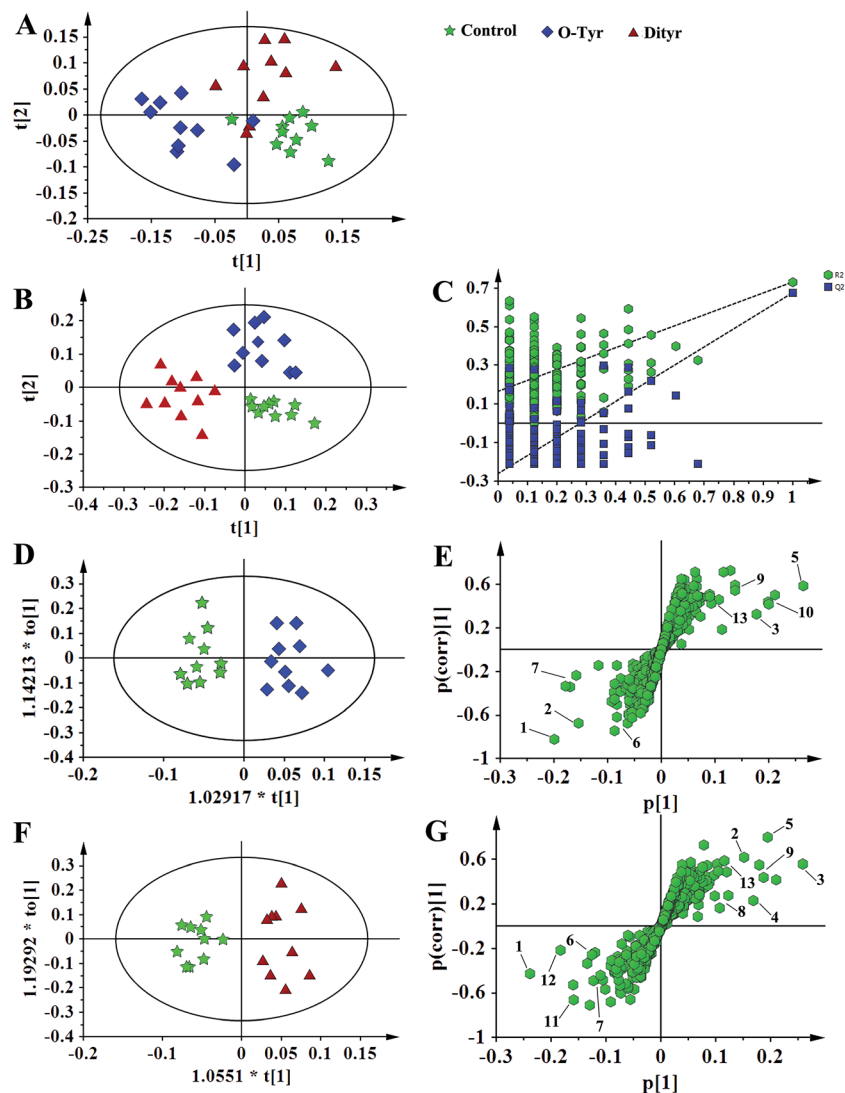 A
Control O-Tyr Dityr
0.15
0.1
0.05
0
-0.05
-0.1
-0.15
-0.2
t[2]
-0.25 -0.15 -0.05 0.05 0.15
t[1]
B
0.2
0.1
0
-0.1
-0.2
-0.3
t[2]
-0.4 -0.3 -0.2 -0.1 0 0.1 0.2 0.3
t[1]
C
R2
Q2
0.7
0.5
0.3
0.1
-0.1
-0.3
0 0.1 0.2 0.3 0.4 0.5 0.6 0.7 0.8 0.9 1
D
0.3
0.2
0.1
0
-0.1
-0.2
-0.3
-0.4
1.14213 * to[1]
-0.2 -0.15 -0.1 -0.05 0 0.05 0.1 0.15
1.02917 * t[1]
E
0.6
0.2
-0.2
-0.6
-1
p(corr)[1]
5
9
13
10
3
7
2
1
6
-0.3 -0.2 -0.1 0 0.1 0.2
p[1]
F
0.4
0.3
0.2
0.1
0
-0.1
-0.2
-0.3
-0.4
1.19292 * to[1]
-0.2 -0.15 -0.1 -0.05 0 0.05 0.1 0.15
1.0551 * t[1]
G
0.6
0.2
-0.2
-0.6
-1
p(corr)[1]
2
5
9
13
3
8
4
1
6
12
11
7
-0.3 -0.2 -0.1 0 0.1 0.2
p[1]